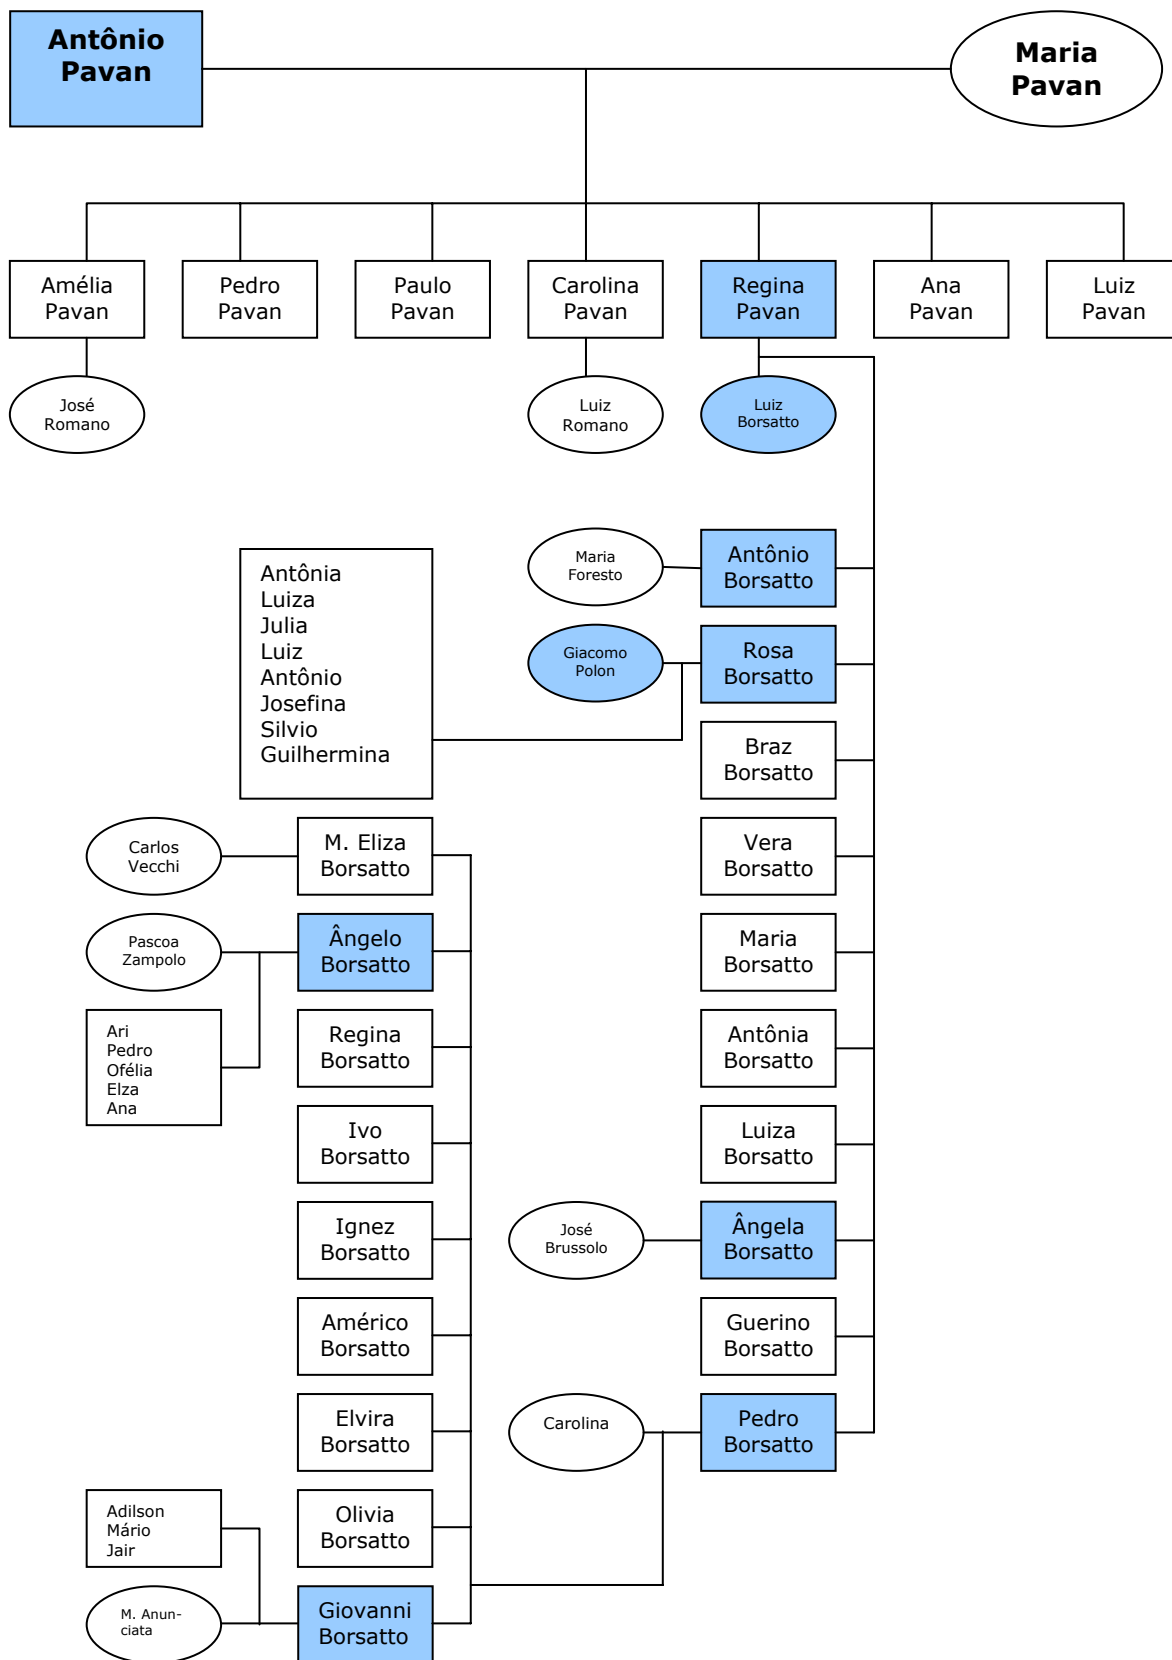 Antônio
Pavan
Maria
Pavan
Amélia
Pavan
Pedro
Pavan
Paulo
Pavan
Carolina
Pavan
Regina
Pavan
Ana
Pavan
Luiz
Pavan
José
Romano
Luiz
Romano
Luiz
Borsatto
Maria
Foresto
Antônio
Borsatto
Antônia
Luiza
Julia
Luiz
Antônio
Josefina
Silvio
Guilhermina
Giacomo
Polon
Rosa
Borsatto
Braz
Borsatto
Carlos
Vecchi
M. Eliza
Borsatto
Vera
Borsatto
Pascoa
Zampolo
Ângelo
Borsatto
Maria
Borsatto
Ari
Pedro
Ofélia
Elza
Ana
Regina
Borsatto
Antônia
Borsatto
Ivo
Borsatto
Luiza
Borsatto
Ignez
Borsatto
José
Brussolo
Ângela
Borsatto
Américo
Borsatto
Guerino
Borsatto
Elvira
Borsatto
Carolina
Pedro
Borsatto
Adilson
Mário
Jair
Olivia
Borsatto
M. Anun-
ciata
Giovanni
Borsatto